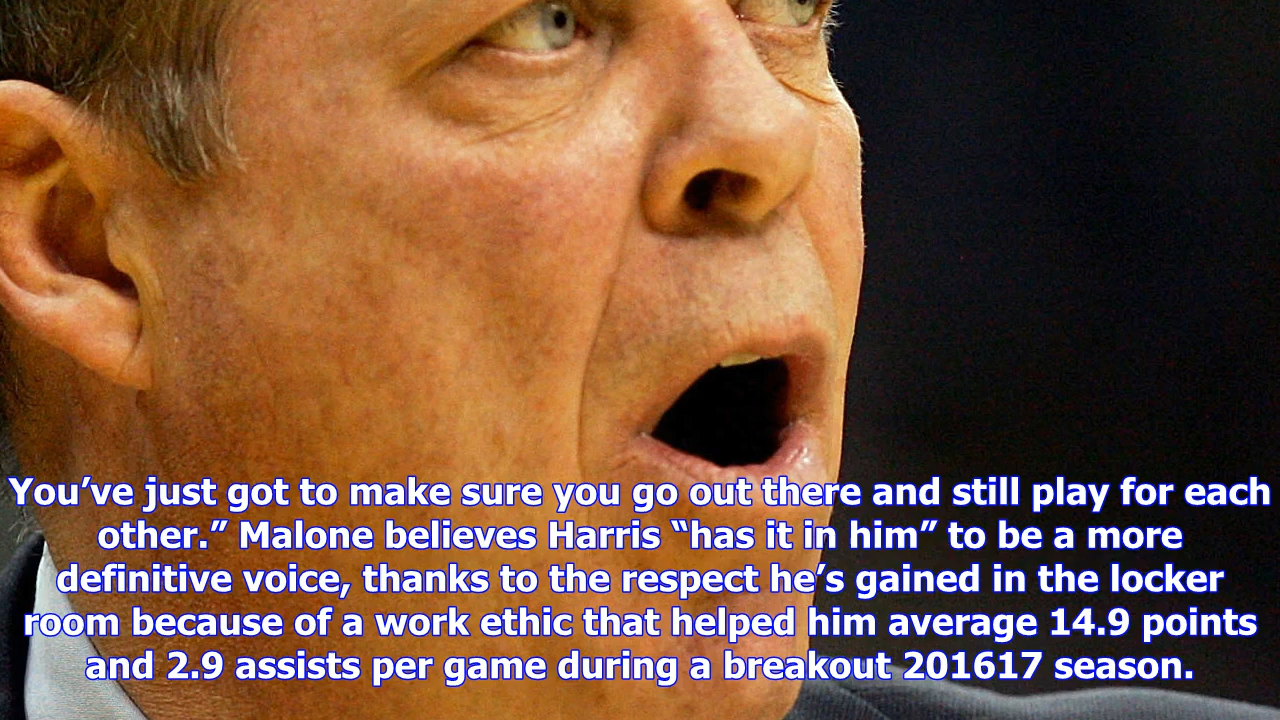 You’ve just got to make sure you go out there and still play for each
other.” Malone believes Harris “has it in him” to be a more
definitive voice, thanks to the respect he’s gained in the locker
room because of a work ethic that helped him average 14.9 points
and 2.9 assists per game during a breakout 201617 season.